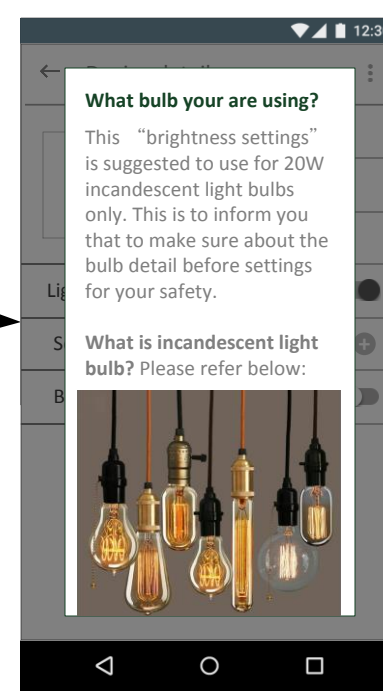 12:3
What bulb your are using?
This “brightness settings”
is suggested to use for 20W
incandescent light bulbs
only. This is to inform you
that to make sure about the
bulb detail before settings
for your safety.
What is incandescent light
bulb? Please refer below:
Lig
S
B